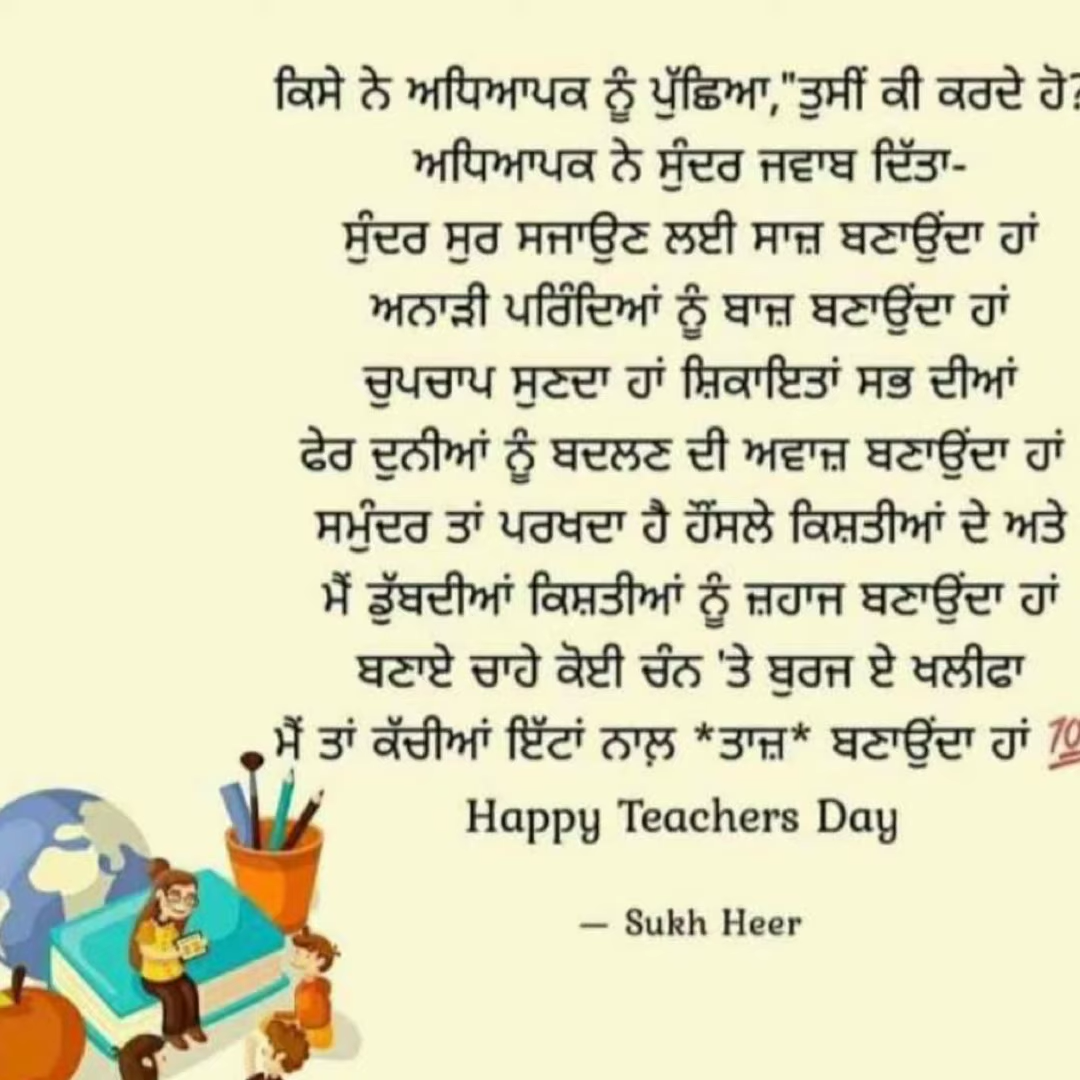 ਕਿਸੇ ਨੇ ਅਧਿਆਪਕ ਨੂੰ ਪੁੱਛਿਆ,"ਤੁਸੀਂ ਕੀ ਕਰਦੇ ਹੋ?
ਅਧਿਆਪਕ ਨੇ ਸੁੰਦਰ ਜਵਾਬ ਦਿੱਤਾ-
ਸੁੰਦਰ ਸੁਰ ਸਜਾਉਣ ਲਈ ਸਾਜ਼ ਬਣਾਉਂਦਾ ਹਾਂ
ਅਨਾੜੀ ਪਰਿੰਦਿਆਂ ਨੂੰ ਬਾਜ਼ ਬਣਾਉਂਦਾ ਹਾਂ
ਚੁਪਚਾਪ ਸੁਣਦਾ ਹਾਂ ਸ਼ਿਕਾਇਤਾਂ ਸਭ ਦੀਆਂ
ਫੇਰ ਦੁਨੀਆਂ ਨੂੰ ਬਦਲਣ ਦੀ ਅਵਾਜ਼ ਬਣਾਉਂਦਾ ਹਾਂ
ਸਮੁੰਦਰ ਤਾਂ ਪਰਖਦਾ ਹੈ ਹੌਂਸਲੇ ਕਿਸ਼ਤੀਆਂ ਦੇ ਅਤੇ
ਮੈਂ ਡੁੱਬਦੀਆਂ ਕਿਸ਼ਤੀਆਂ ਨੂੰ ਜ਼ਹਾਜ ਬਣਾਉਂਦਾ ਹਾਂ
ਬਣਾਏ ਚਾਹੇ ਕੋਈ ਚੰਨ 'ਤੇ ਬੁਰਜ ਏ ਖਲੀਫਾ
ਮੈਂ ਤਾਂ ਕੱਚੀਆਂ ਇੱਟਾਂ ਨਾਲ਼ *ਤਾਜ਼* ਬਣਾਉਂਦਾ ਹਾਂ 💯
Happy Teachers Day
— Sukh Heer